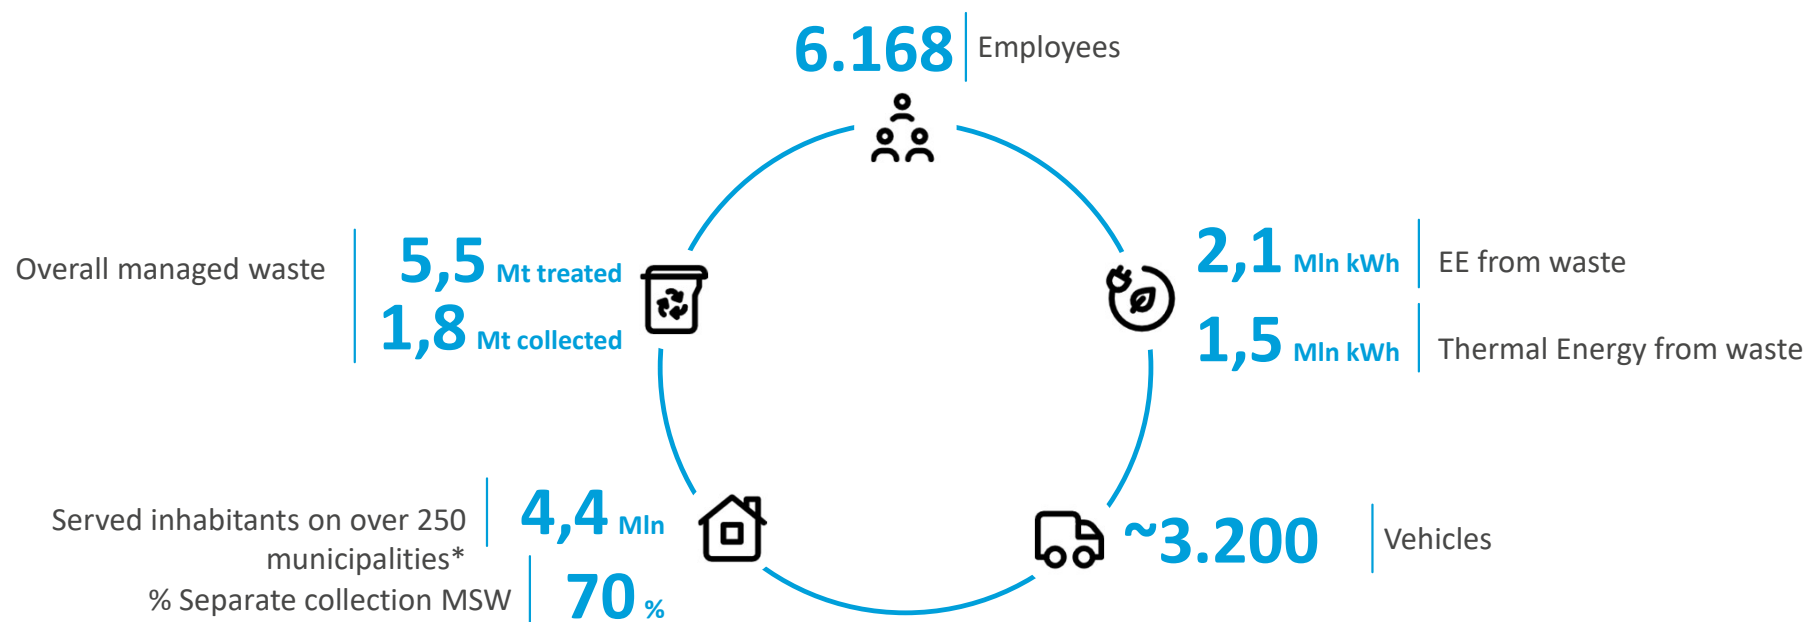 6.168 Employees
Overall managed waste
5,5 Mt treated
1,8 Mt collected
2,1 Mln kWh EE from waste
1,5 Mln kWh Thermal Energy from waste
Served inhabitants on over 250
municipalities*
4,4 Mln
% Separate collection MSW 70 %
~3.200 Vehicles